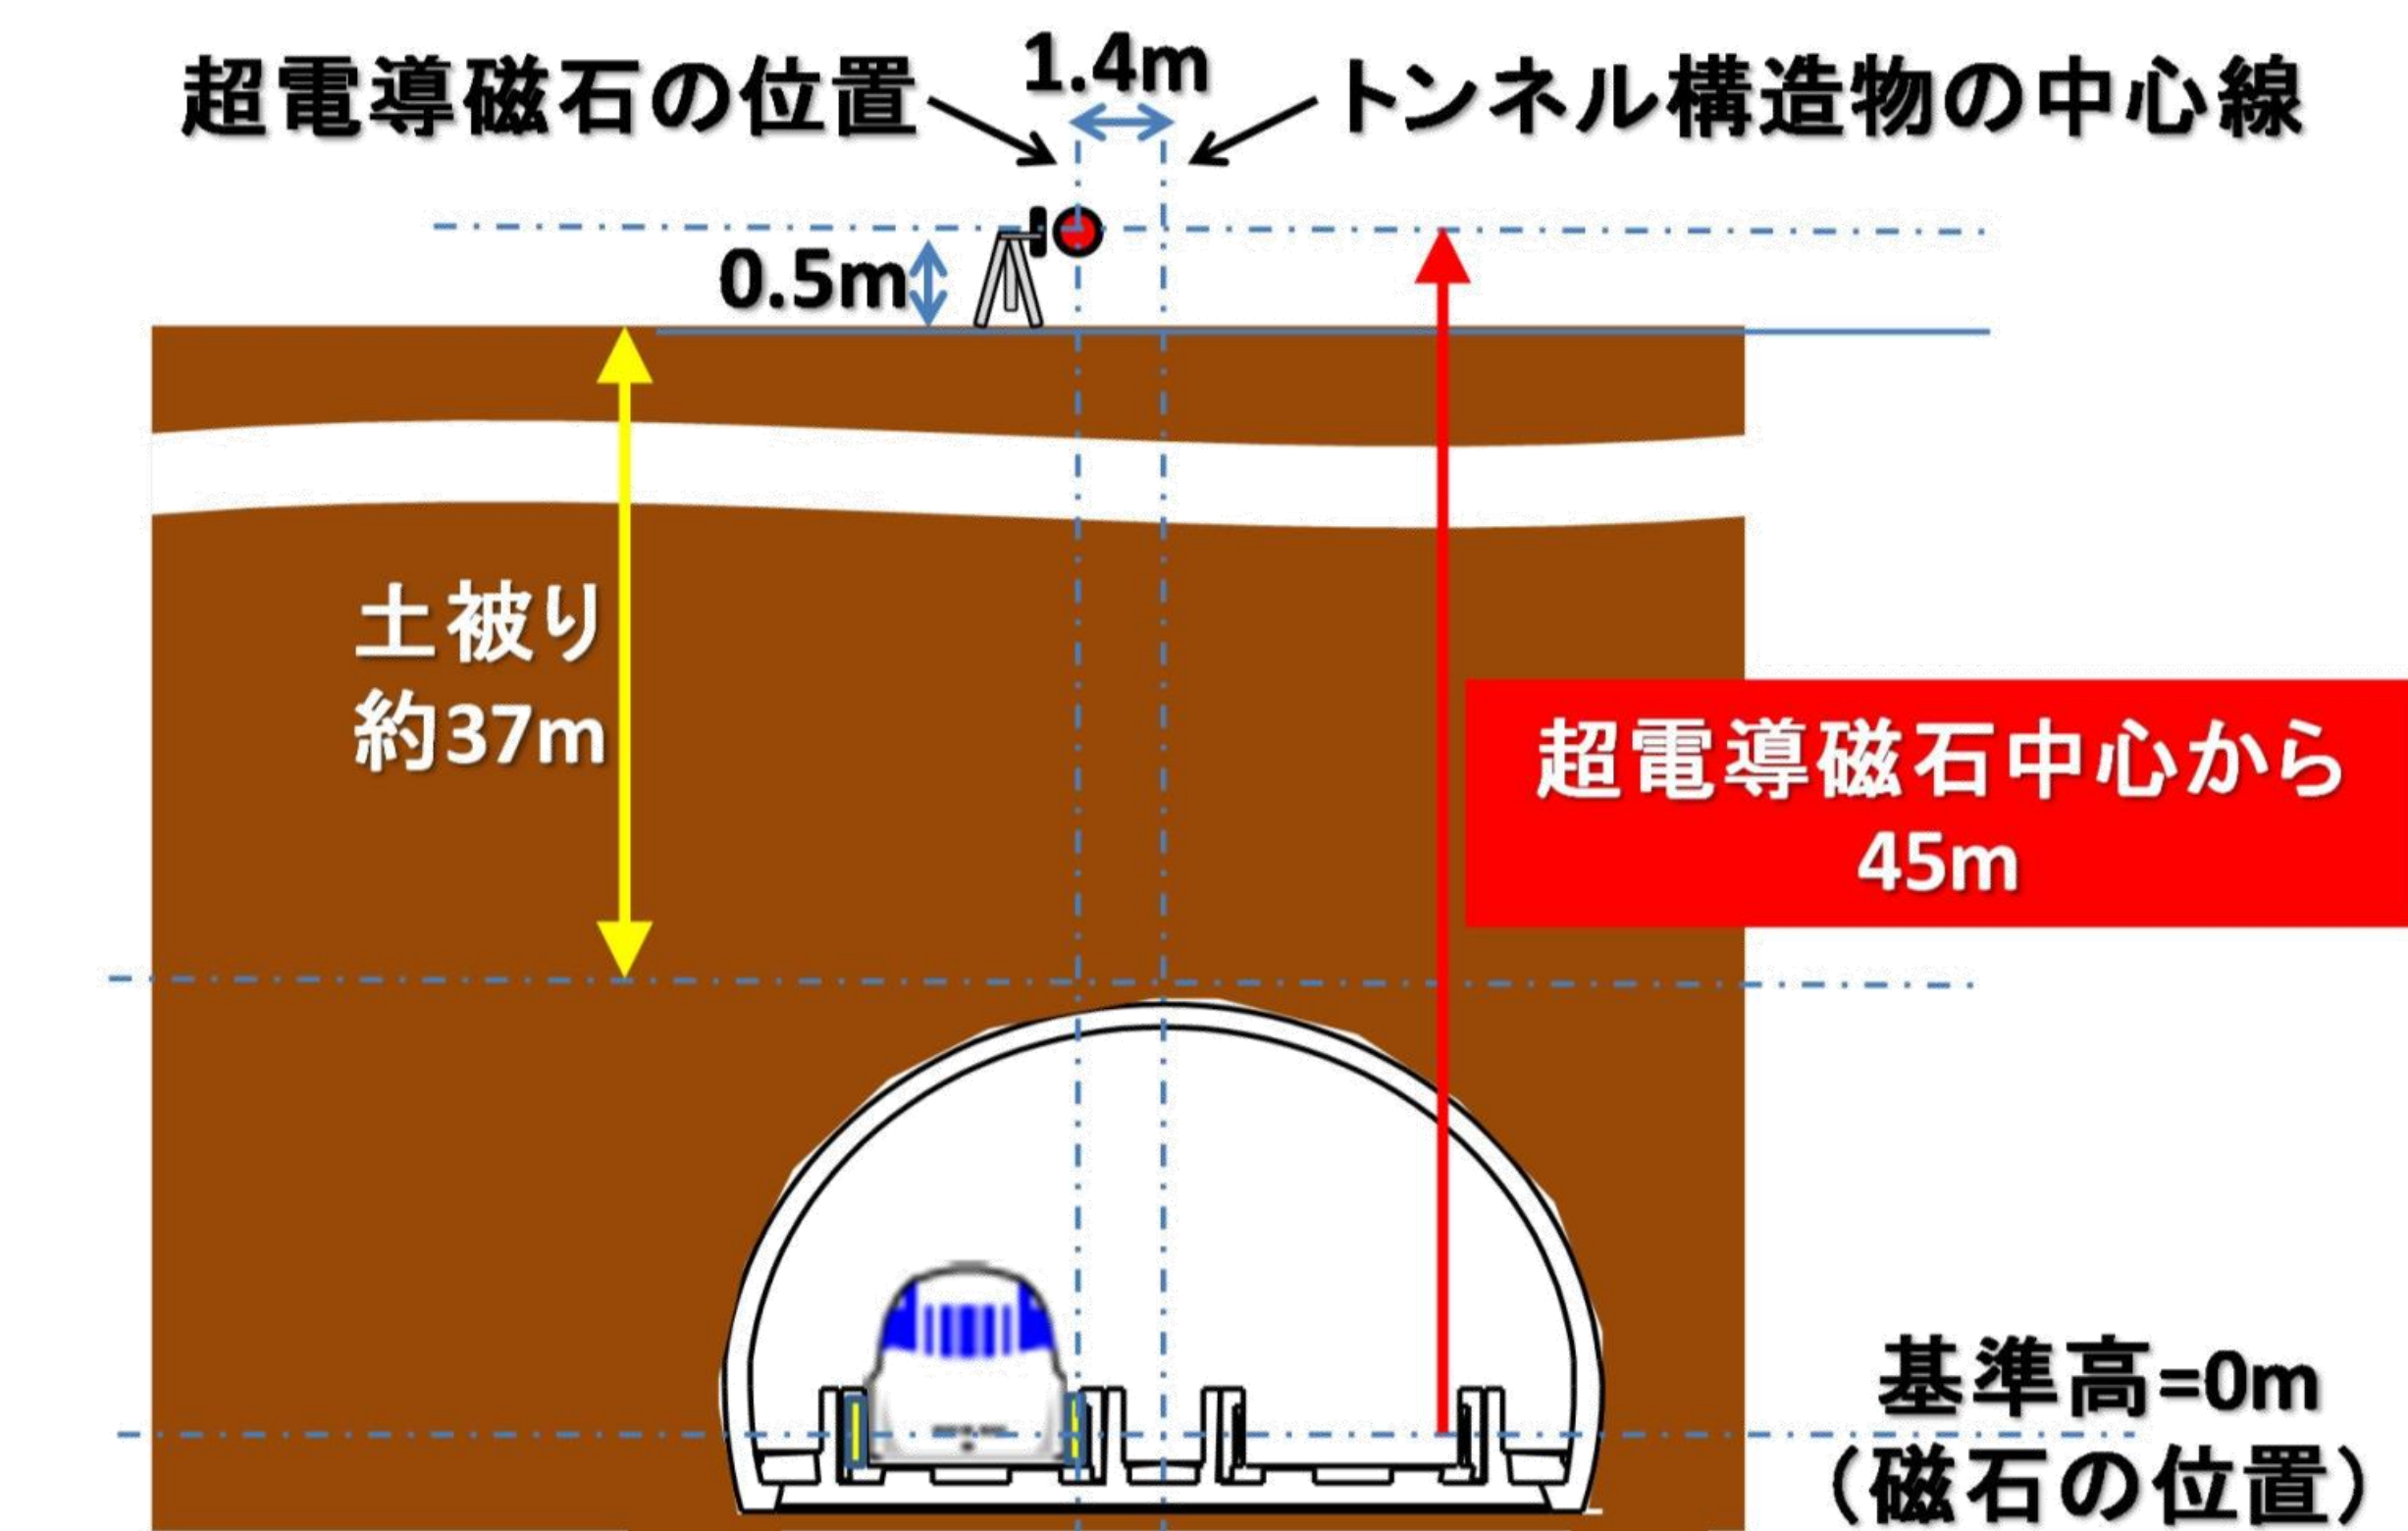 超電導磁石の位置
1.4m
トンネル構造物の中心線
0.5m
土被り
約37m
超電導磁石中心から
45m
基準高=0m
（磁石の位置）